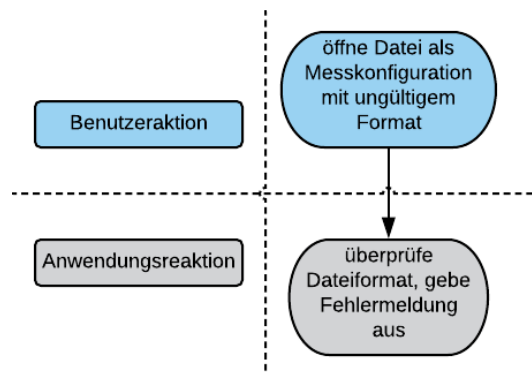 Benutzeraktion
öffne Datei als
Messkonfiguration
mit ungültigem
Format
Anwendungsreaktion
überprüfe
Dateiformat, gebe
Fehlermeldung
aus